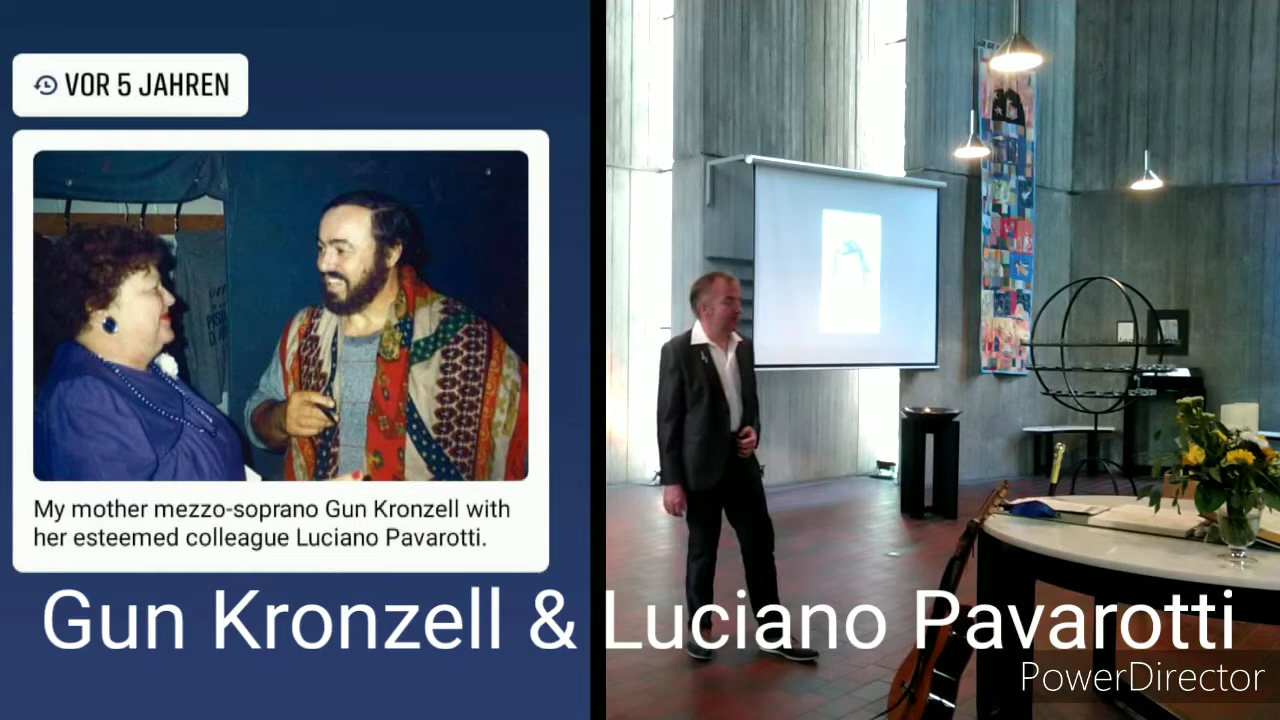 VOR 5 JAHREN
My mother mezzo-soprano Gun Kronzell with
her esteemed colleague Luciano Pavarotti.
Gun Kronzell & Luciano Pavarotti
PowerDirector